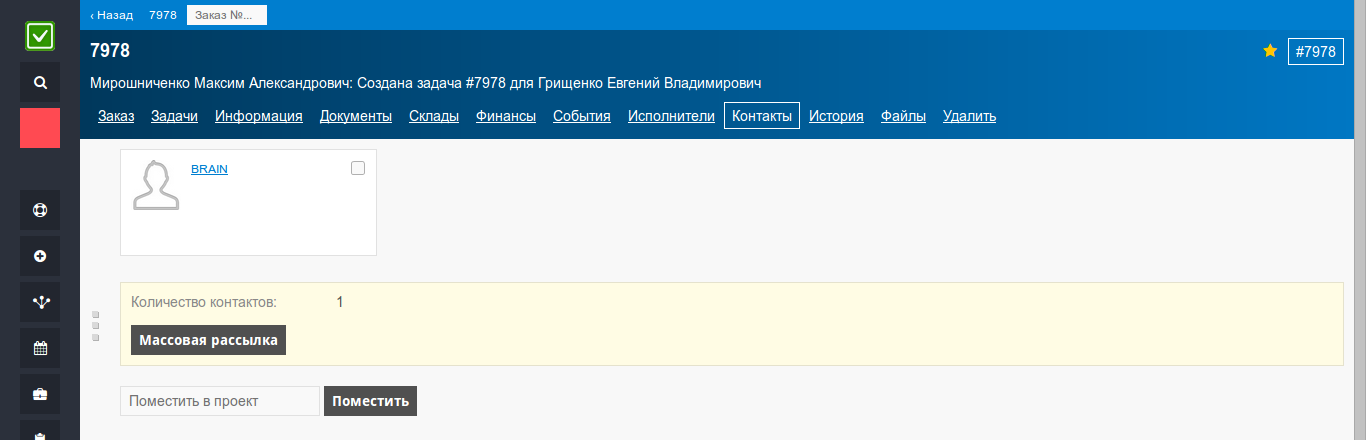 ‹ Назад 7978 Заказ №...
7978
#7978
Мирошниченко Максим Александрович: Создана задача #7978 для Грищенко Евгений Владимирович
Заказ Задачи Информация Документы Склады Финансы События Исполнители Контакты История Файлы Удалить
BRAIN
Количество контактов: 1
Массовая рассылка
Поместить в проект Поместить